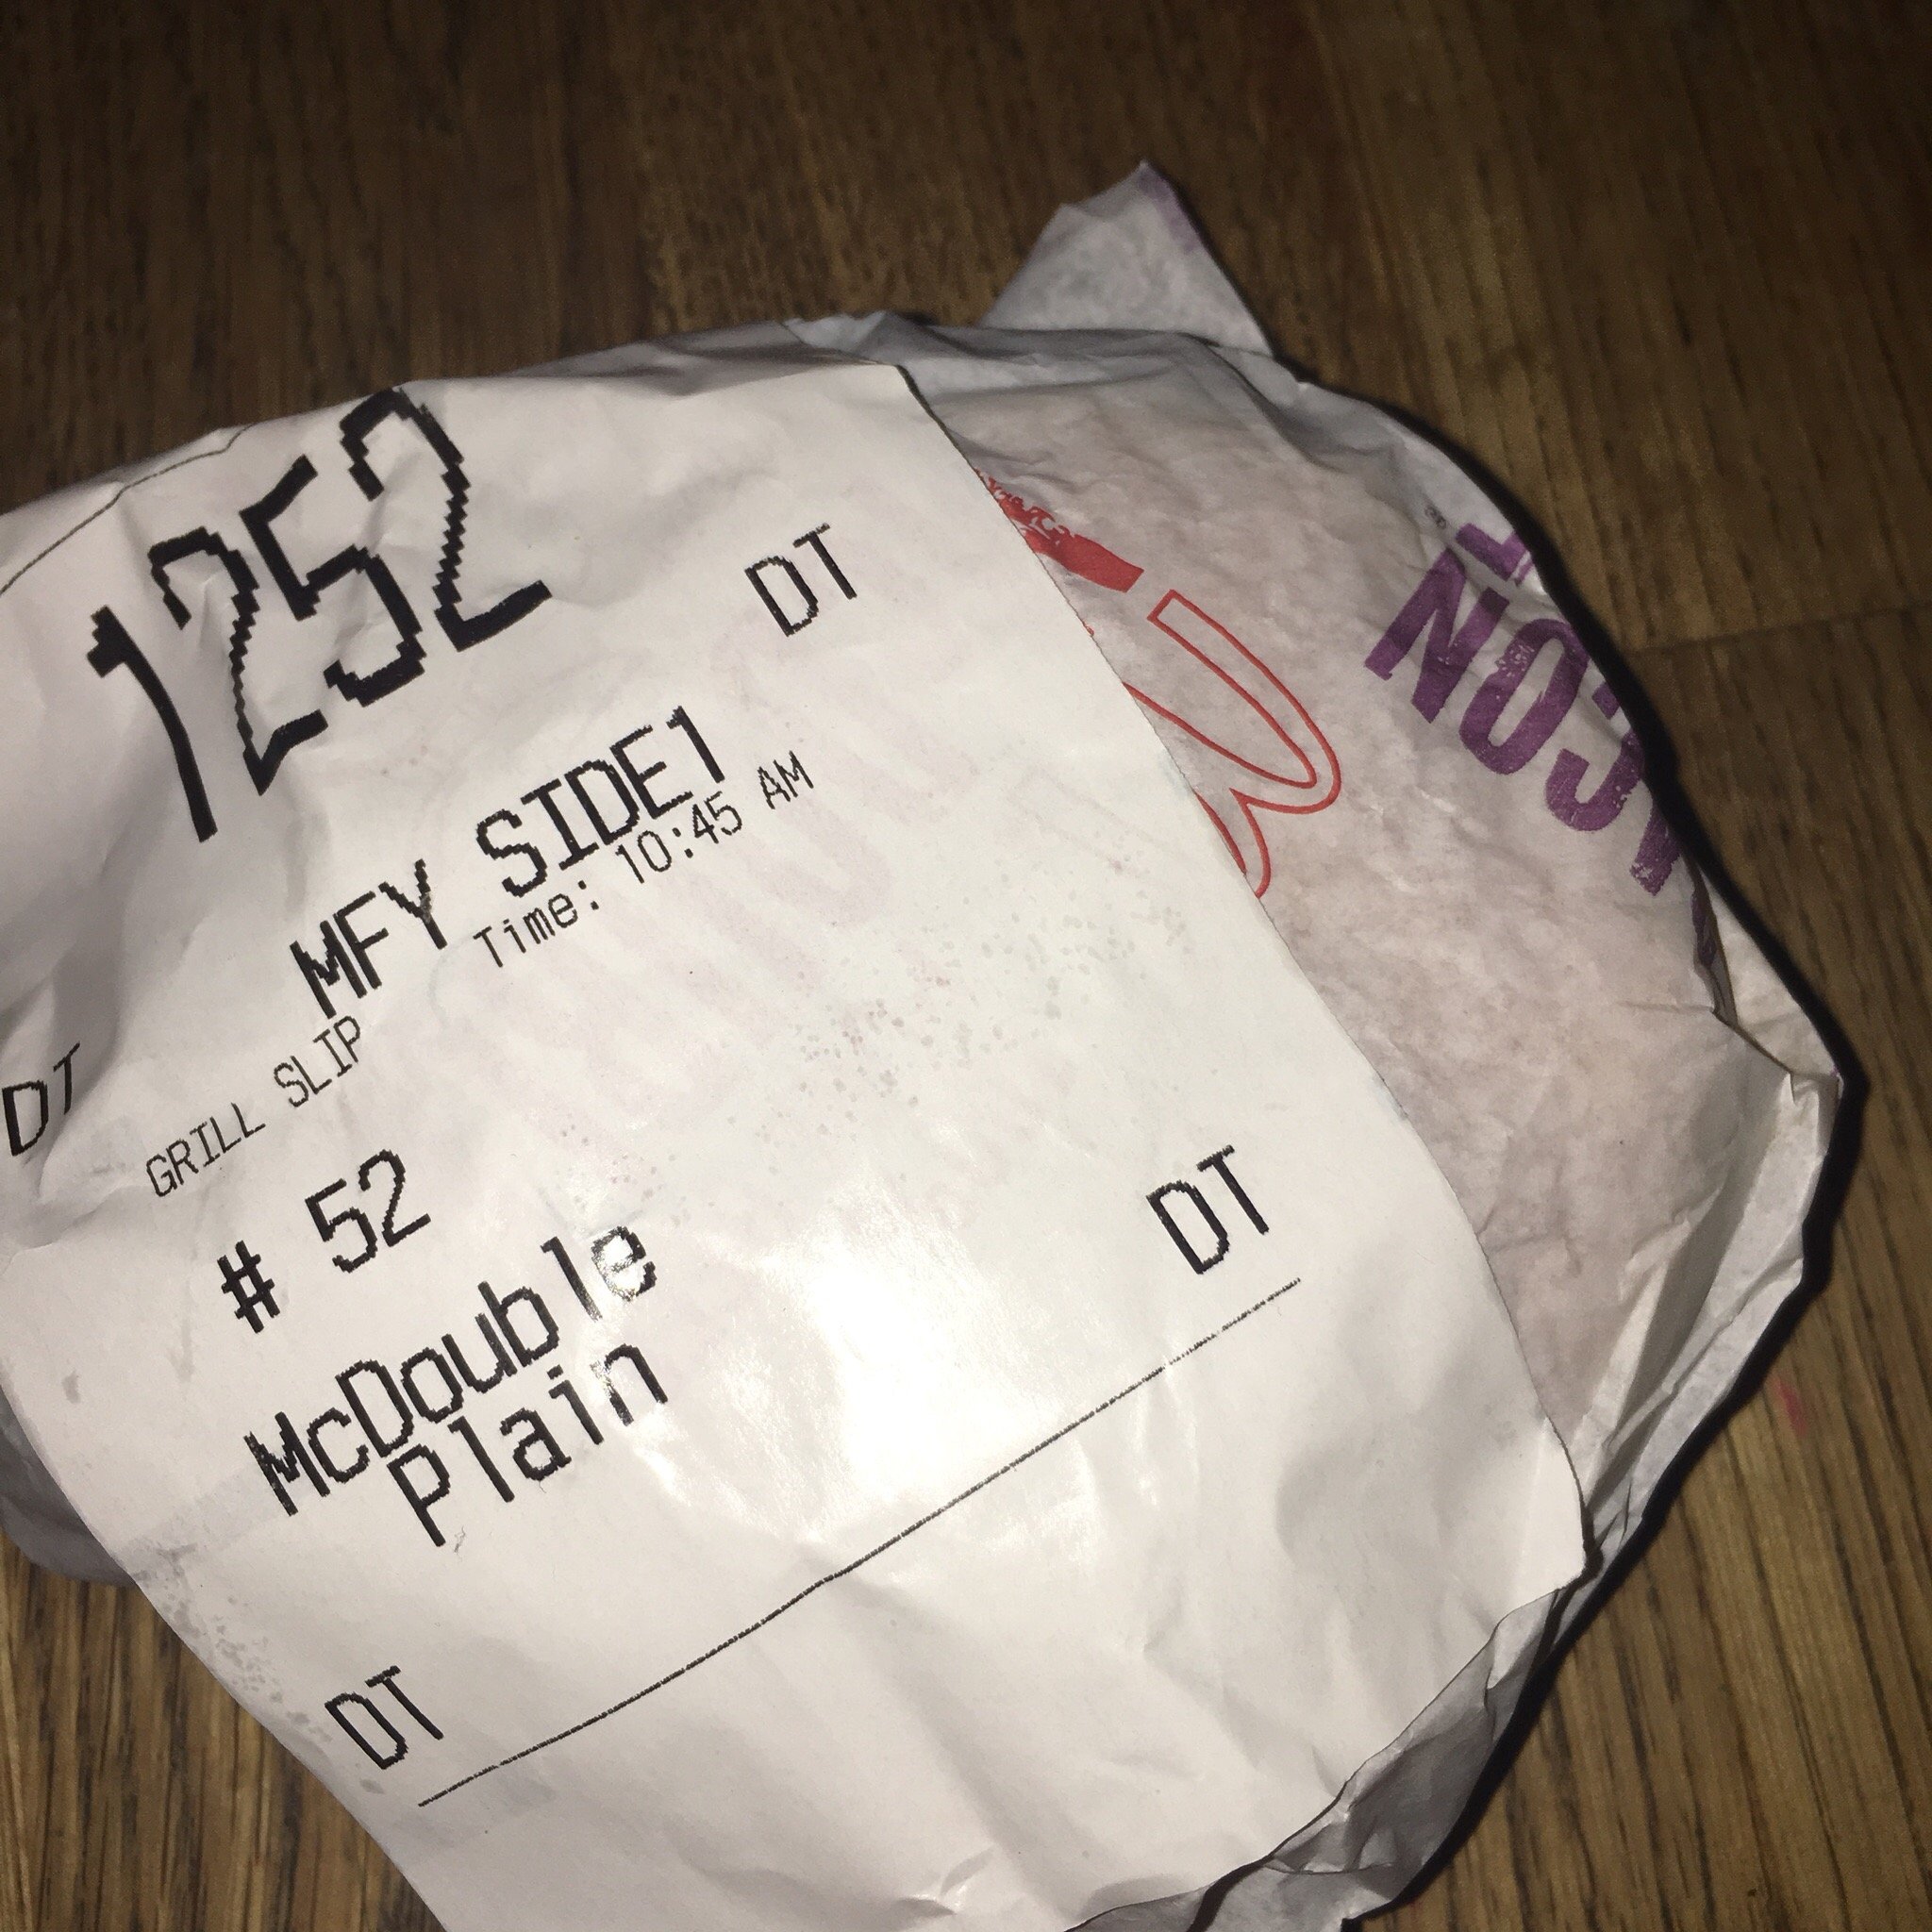 1252
DT
MFY SIDE1
Time: 10:45 AM
DT
GRILL SLIP
# 52
McDouble
Plain
DT
DT